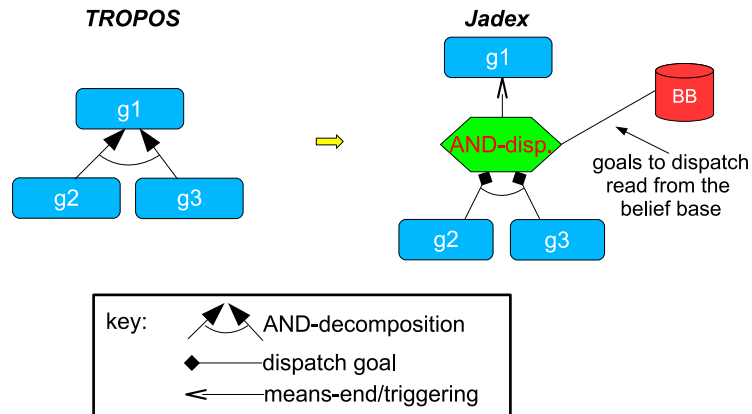 TROPOS
Jadex
g1
g2
g3
g1
BB
AND-disp.
goals to dispatch
read from the
belief base
g2
g3
key:
AND-decomposition
dispatch goal
means-end/triggering